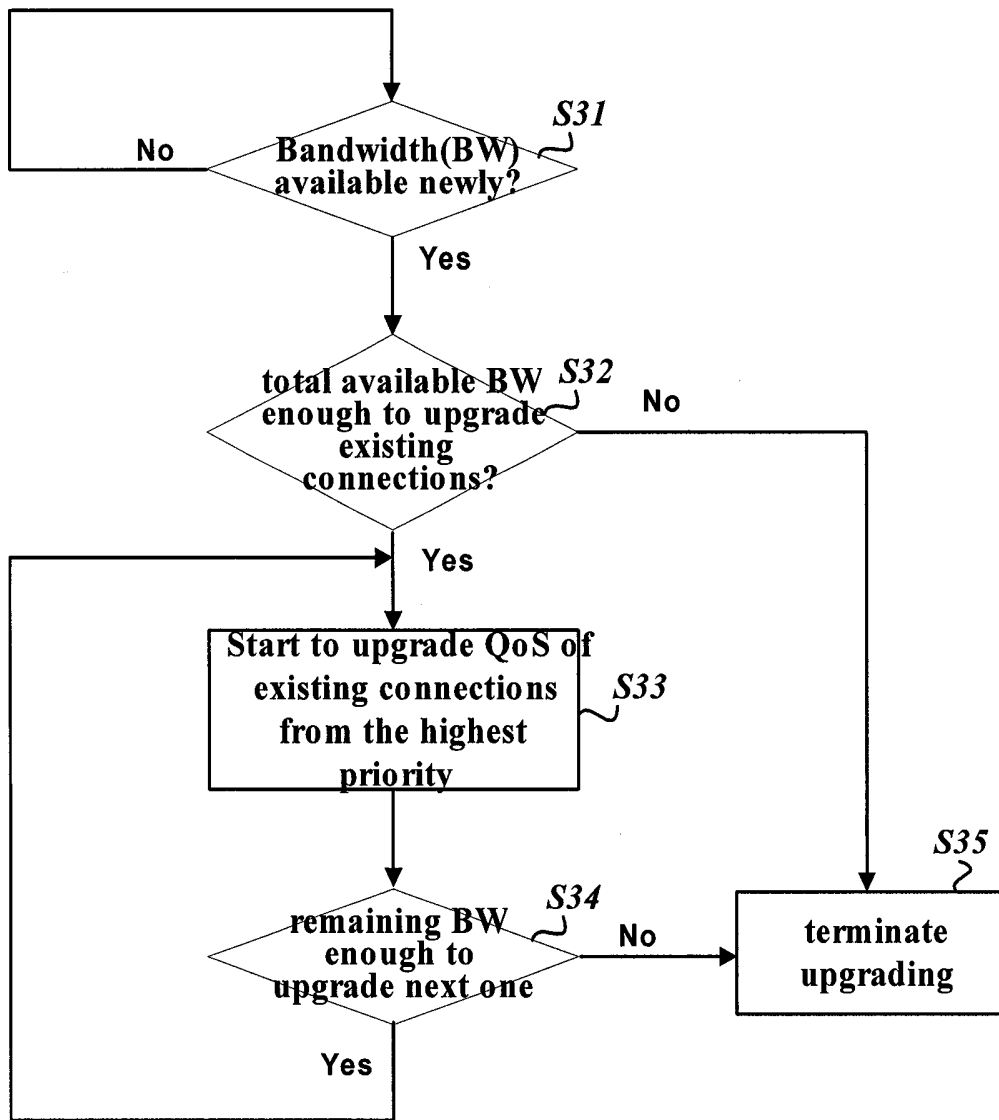 S31
Bandwidth(BW)
available newly?
No
Yes
S32
total available BW
enough to upgrade
existing
connections?
No
Yes
Start to upgrade QoS of
existing connections
from the highest
priority
S33
S34
remaining BW
enough to
upgrade next one
No
Yes
S35
terminate
upgrading